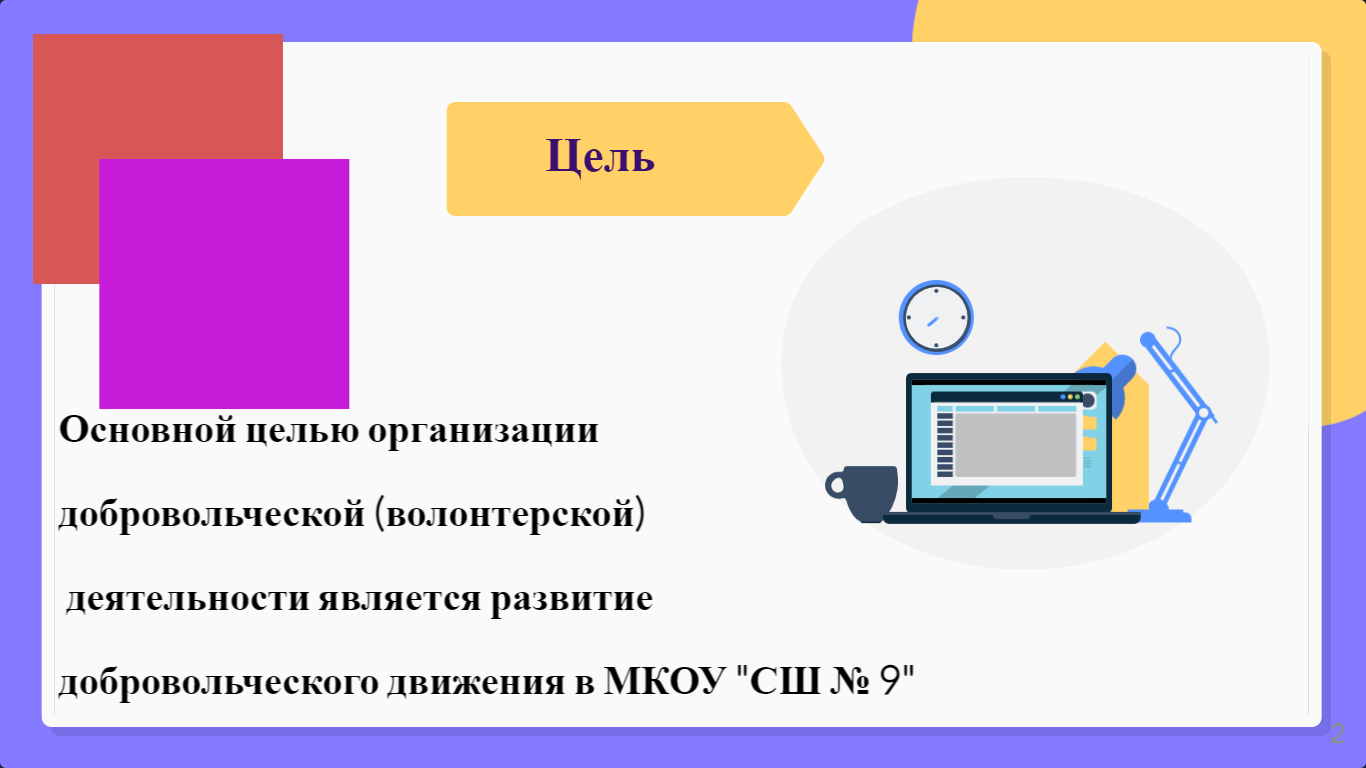 Цель
Основной целью организации
добровольческой (волонтерской)
деятельности является развитие
добровольческого движения в МКОУ "СШ № 9"
2